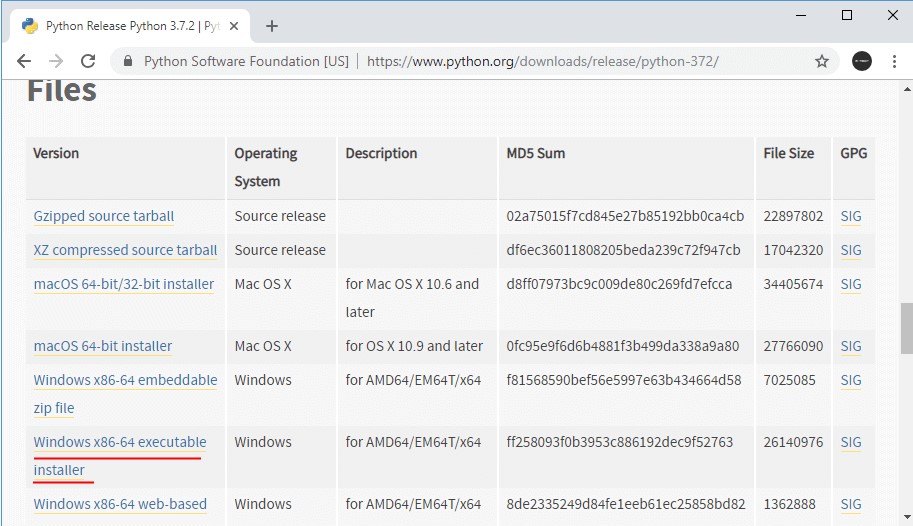 Python Release Python 3.7.2 | Pyt
Python Software Foundation [US] | https://www.python.org/downloads/release/python-372/
Files
Version Operating System Description MD5 Sum File Size GPG
Gzipped source tarball Source release 02a75015f7cd845e27b85192bb0ca4cb 22897802 SIG
XZ compressed source tarball Source release df6ec36011808205beda239c72f947cb 17042320 SIG
macOS 64-bit/32-bit installer Mac OS X for Mac OS X 10.6 and later d8ff07973bc9c009de80c269fd7efcca 34405674 SIG
macOS 64-bit installer Mac OS X for OS X 10.9 and later 0fc95e9f6d6b4881f3b499da338a9a80 27766090 SIG
Windows x86-64 embeddable zip file Windows for AMD64/EM64T/x64 f81568590bef56e5997e63b434664d58 7025085 SIG
Windows x86-64 executable installer Windows for AMD64/EM64T/x64 ff258093f0b3953c886192dec9f52763 26140976 SIG
Windows x86-64 web-based Windows for AMD64/EM64T/x64 8de2335249d84fe1eeb61ec25858bd82 1362888 SIG